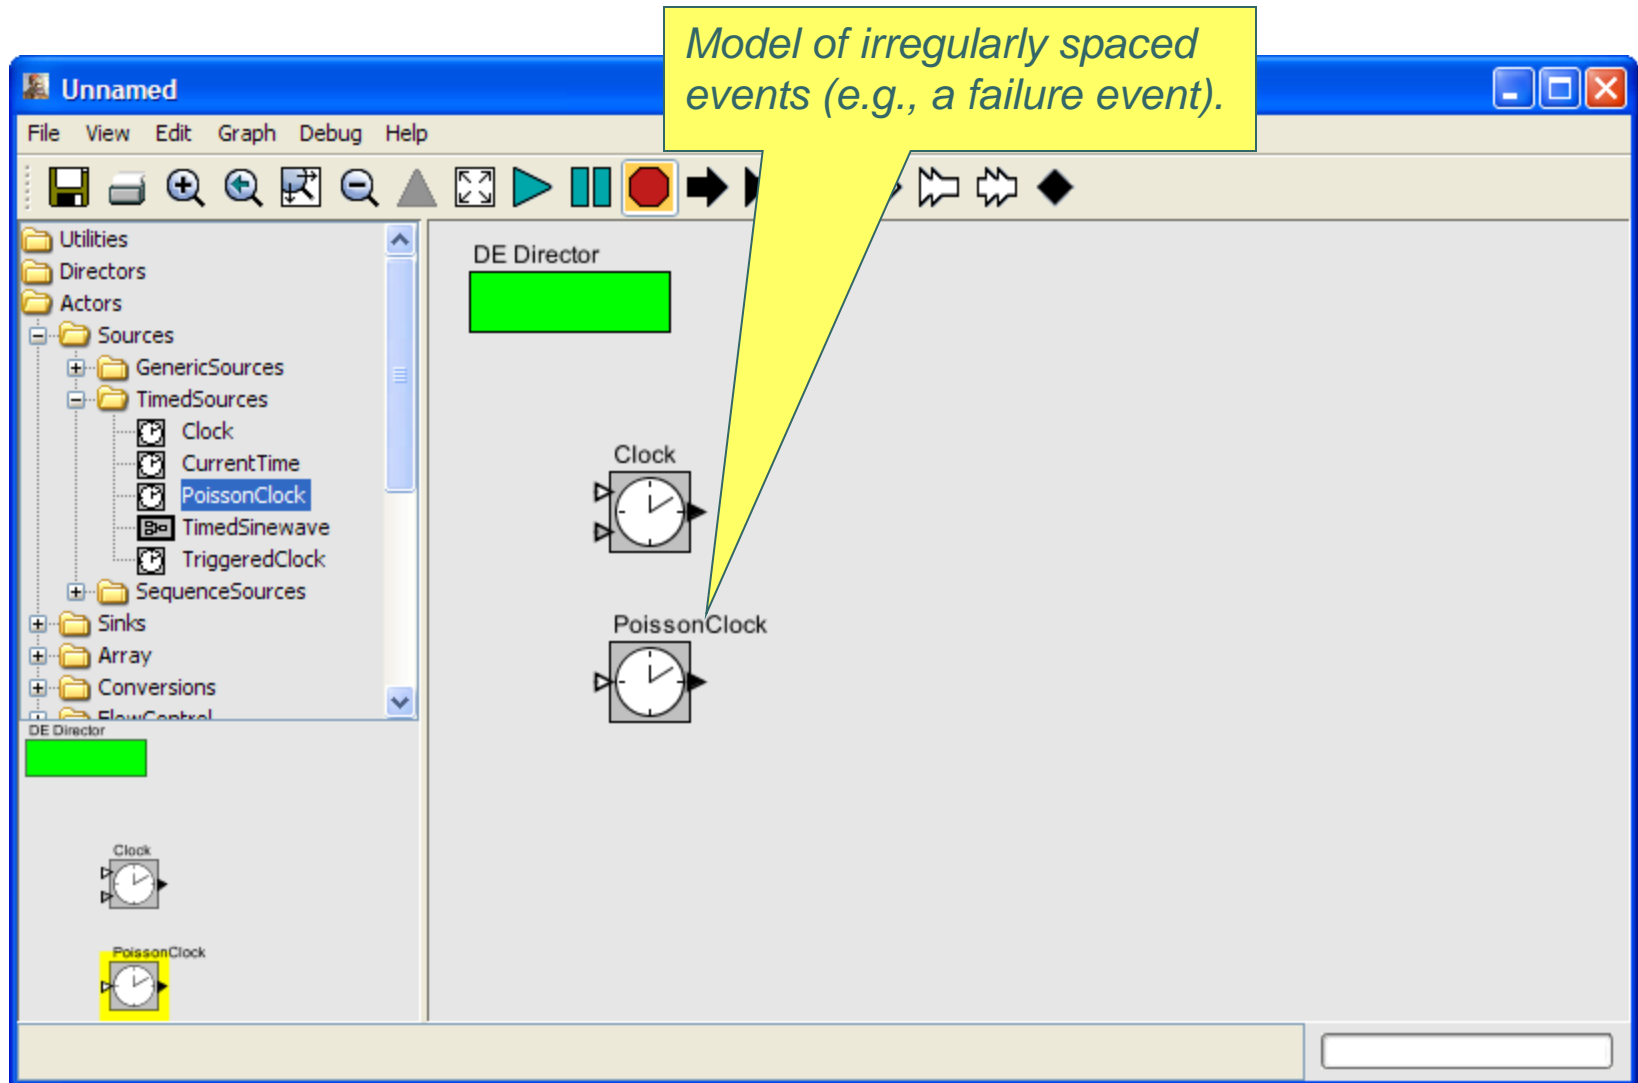 Model of irregularly spaced
events (e.g., a failure event).
Unnamed
File View Edit Graph Debug Help
Utilities
Directors
Actors
Sources
GenericSources
TimedSources
Clock
CurrentTime
PoissonClock
TimedSinewave
TriggeredClock
SequenceSources
Sinks
Array
Conversions
FlowControl
DE Director
Clock
PoissonClock
DE Director
Clock
PoissonClock